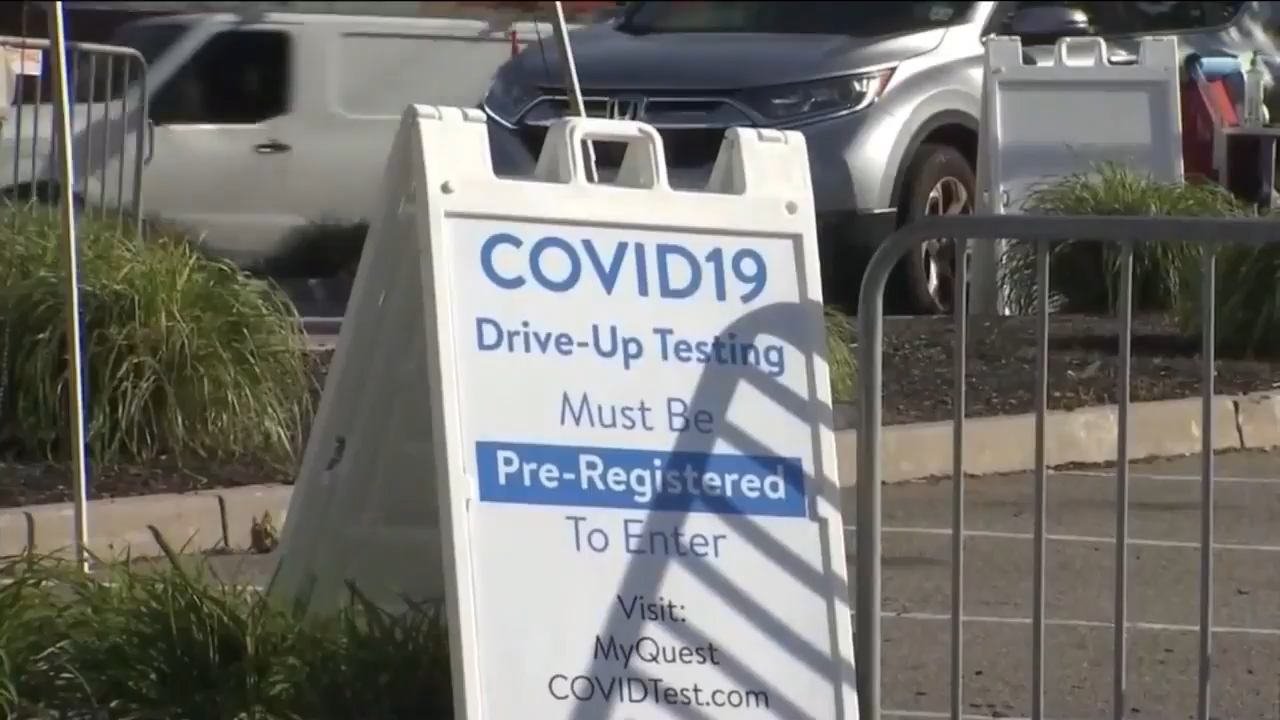 COVID19
Drive-Up Testing
Must Be
Pre-Registered
To Enter
Visit:
MyQuest
COVIDTest.com